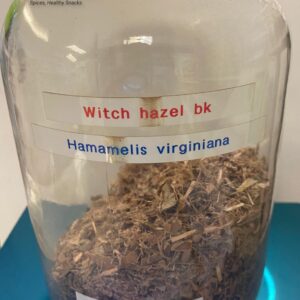 Spices, Healthy Snacks
Witch hazel bk
Hamamelis virginiana